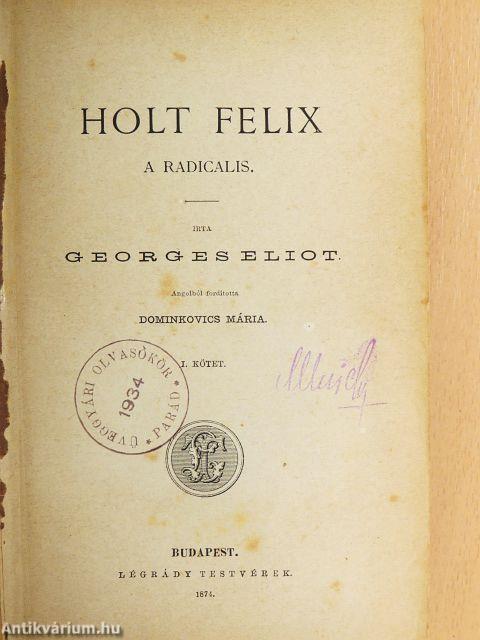 HOLT FELIX
A RADICALIS.
IRTA
GEORGES ELIOT.
Angolból fordította
DOMINKOVICS MÁRIA.
I. KÖTET.
ÜVEGGYÁRI OLVASÓKÖR
* PARÁD *
1934
BUDAPEST.
LÉGRÁDY TESTVÉREK.
1874.
Antikvárium.hu